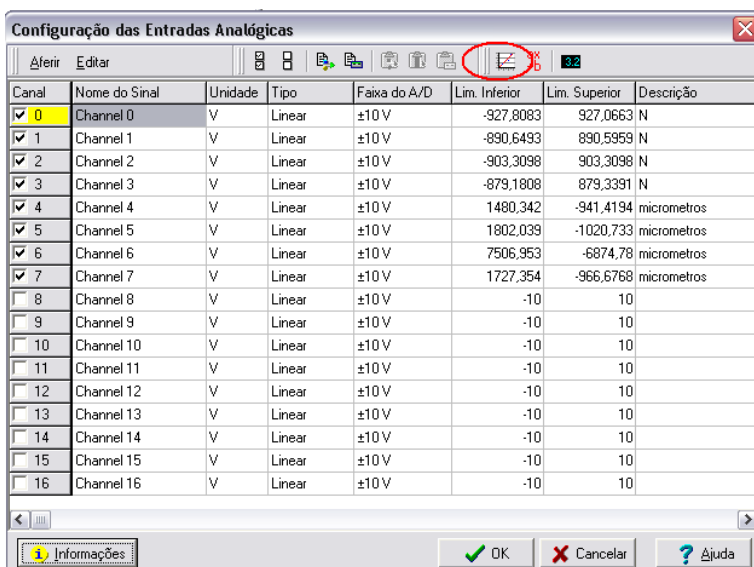 Configuração das Entradas Analógicas
Aferir Editar 3.2
Canal Nome do Sinal Unidade Tipo Faixa do A/D Lim. Inferior Lim. Superior Descrição
0 Channel 0 V Linear ±10 V -927,8083 927,0663 N
1 Channel 1 V Linear ±10 V -890,6493 890,5959 N
2 Channel 2 V Linear ±10 V -903,3098 903,3098 N
3 Channel 3 V Linear ±10 V -879,1808 879,3391 N
4 Channel 4 V Linear ±10 V 1480,342 -941,4194 micrometros
5 Channel 5 V Linear ±10 V 1802,039 -1020,733 micrometros
6 Channel 6 V Linear ±10 V 7506,953 -6874,78 micrometros
7 Channel 7 V Linear ±10 V 1727,354 -966,6768 micrometros
8 Channel 8 V Linear ±10 V -10 10
9 Channel 9 V Linear ±10 V -10 10
10 Channel 10 V Linear ±10 V -10 10
11 Channel 11 V Linear ±10 V -10 10
12 Channel 12 V Linear ±10 V -10 10
13 Channel 13 V Linear ±10 V -10 10
14 Channel 14 V Linear ±10 V -10 10
15 Channel 15 V Linear ±10 V -10 10
16 Channel 16 V Linear ±10 V -10 10
Informações OK Cancelar Ajuda